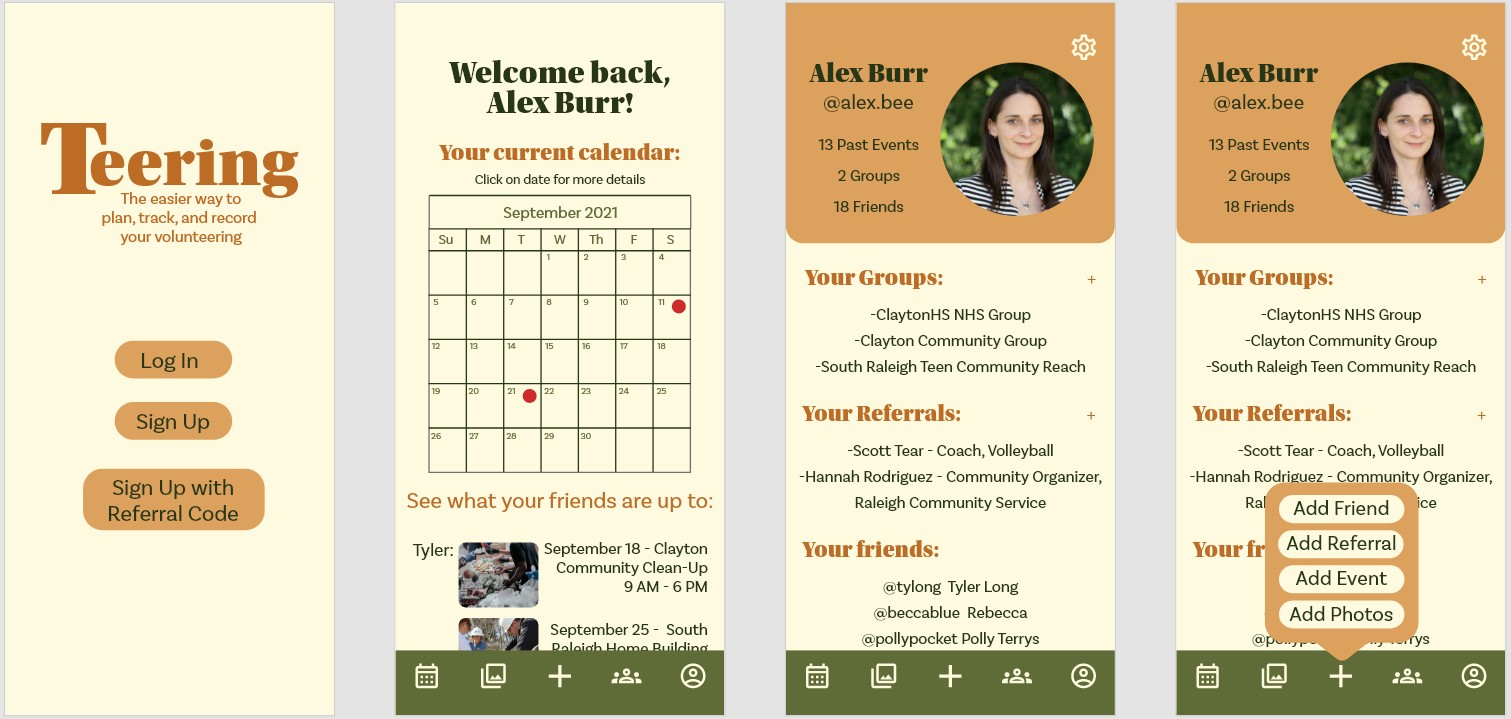 Teering
The easier way to
plan, track, and record
your volunteering
Log In
Sign Up
Sign Up with
Referral Code
Welcome back,
Alex Burr!
Your current calendar:
Click on date for more details
September 2021
Su M T W Th F S
1 2 3 4
5 6 7 8 9 10 11
12 13 14 15 16 17 18
19 20 21 22 23 24 25
26 27 28 29 30
See what your friends are up to:
Tyler:
September 18 - Clayton
Community Clean-Up
9 AM - 6 PM
September 25 - South
Raleigh Home Building
Alex Burr
@alex.bee
13 Past Events
2 Groups
18 Friends
Your Groups: +
-ClaytonHS NHS Group
-Clayton Community Group
-South Raleigh Teen Community Reach
Your Referrals: +
-Scott Tear - Coach, Volleyball
-Hannah Rodriguez - Community Organizer,
Raleigh Community Service
Your friends:
@tylong Tyler Long
@beccablue Rebecca
@pollypocket Polly Terrys
Alex Burr
@alex.bee
13 Past Events
2 Groups
18 Friends
Your Groups: +
-ClaytonHS NHS Group
-Clayton Community Group
-South Raleigh Teen Community Reach
Your Referrals: +
-Scott Tear - Coach, Volleyball
-Hannah Rodriguez - Community Organizer,
Your
Add Friend
Add Referral
Add Event
Add Photos